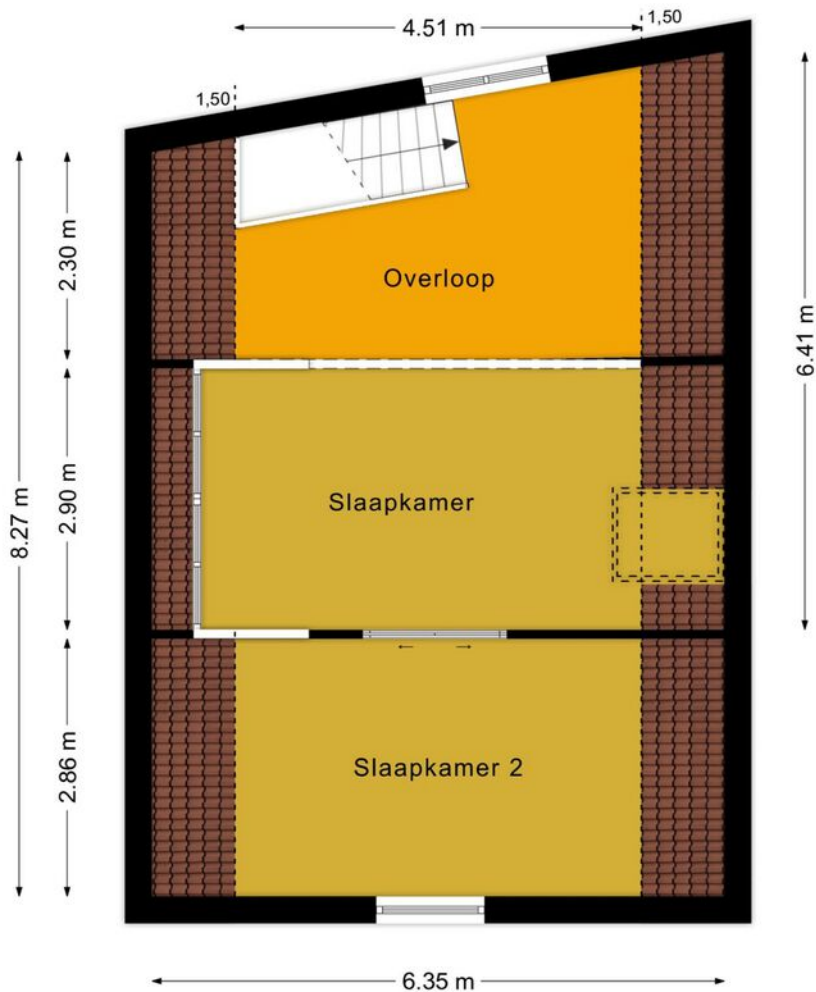 4.51 m
1,50
1,50
2.30 m
Overloop
6.41 m
8.27 m
2.90 m
Slaapkamer
2.86 m
Slaapkamer 2
6.35 m